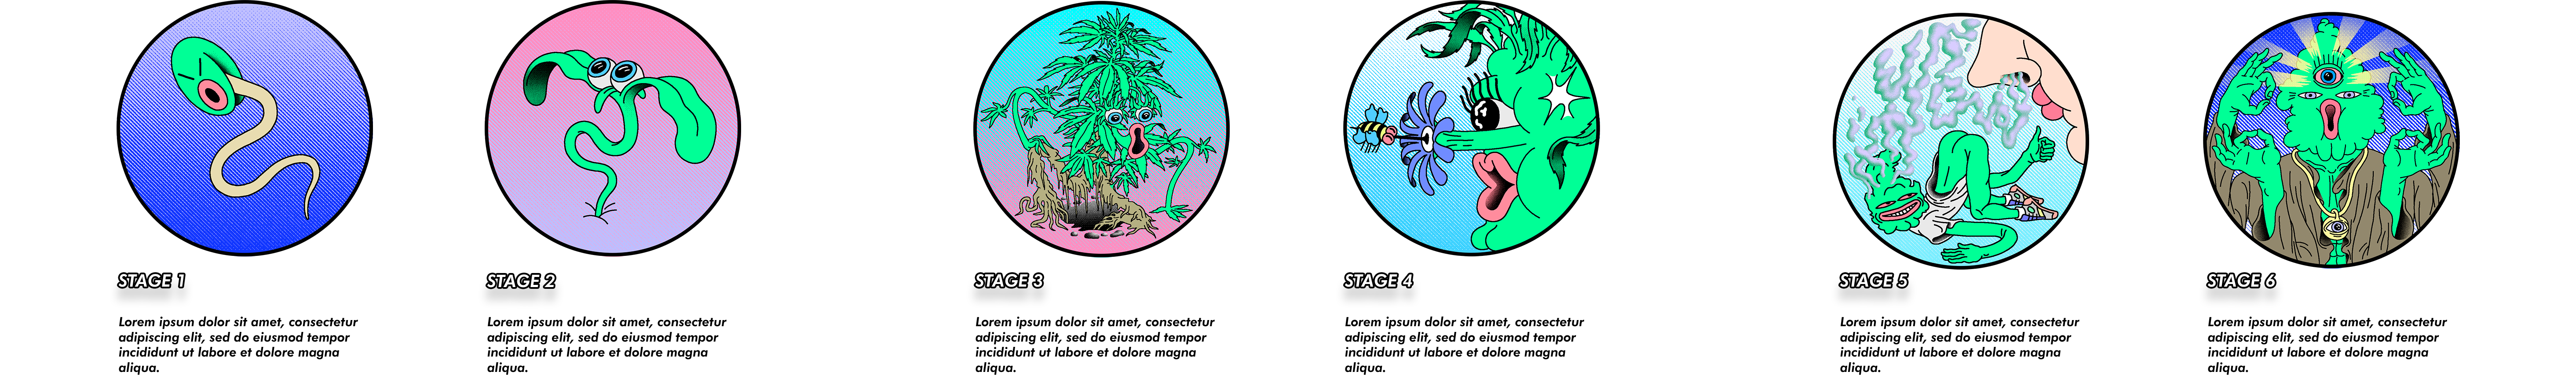 STAGE 1
Lorem ipsum dolor sit amet, consectetur
adipiscing elit, sed do eiusmod tempor
incididunt ut labore et dolore magna
aliqua.
STAGE 2
Lorem ipsum dolor sit amet, consectetur
adipiscing elit, sed do eiusmod tempor
incididunt ut labore et dolore magna
aliqua.
STAGE 3
Lorem ipsum dolor sit amet, consectetur
adipiscing elit, sed do eiusmod tempor
incididunt ut labore et dolore magna
aliqua.
STAGE 4
Lorem ipsum dolor sit amet, consectetur
adipiscing elit, sed do eiusmod tempor
incididunt ut labore et dolore magna
aliqua.
STAGE 5
Lorem ipsum dolor sit amet, consectetur
adipiscing elit, sed do eiusmod tempor
incididunt ut labore et dolore magna
aliqua.
STAGE 6
Lorem ipsum dolor sit amet, consectetur
adipiscing elit, sed do eiusmod tempor
incididunt ut labore et dolore magna
aliqua.